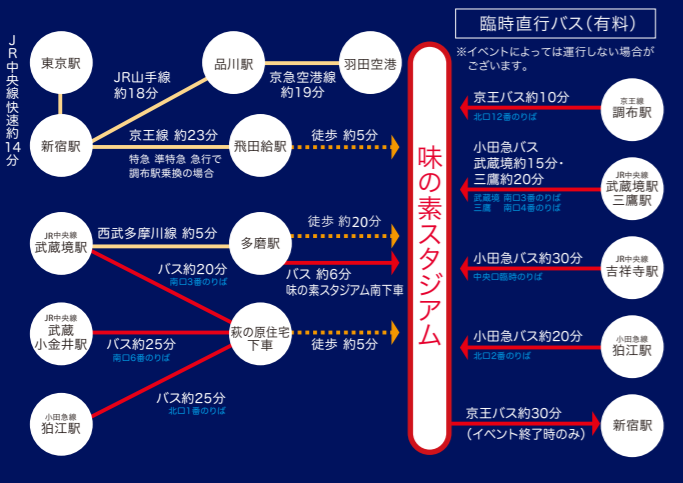 JR中央線快速約14分
東京駅
JR山手線
約18分
品川駅
京急空港線
約19分
羽田空港
新宿駅
京王線 約23分
特急 準特急 急行で
調布駅乗換の場合
飛田給駅
徒歩 約5分
JR中央線
武蔵境駅
西武多摩川線 約5分
多磨駅
徒歩 約20分
バス 約6分
味の素スタジアム南下車
バス約20分
南口3番のりば
JR中央線
武蔵
小金井駅
バス約25分
南口6番のりば
萩の原住宅
下車
徒歩 約5分
バス約25分
北口1番のりば
小田急線
狛江駅
味の素スタジアム
臨時直行バス(有料)
※イベントによっては運行しない場合が
ございます。
京王バス約10分
北口12番のりば
京王線
調布駅
小田急バス
武蔵境約15分・
三鷹約20分
武蔵境 南口3番のりば
三鷹 南口4番のりば
JR中央線
武蔵境駅
三鷹駅
小田急バス約30分
中央口臨時のりば
JR中央線
吉祥寺駅
小田急バス約20分
北口2番のりば
小田急線
狛江駅
京王バス約30分
(イベント終了時のみ)
新宿駅